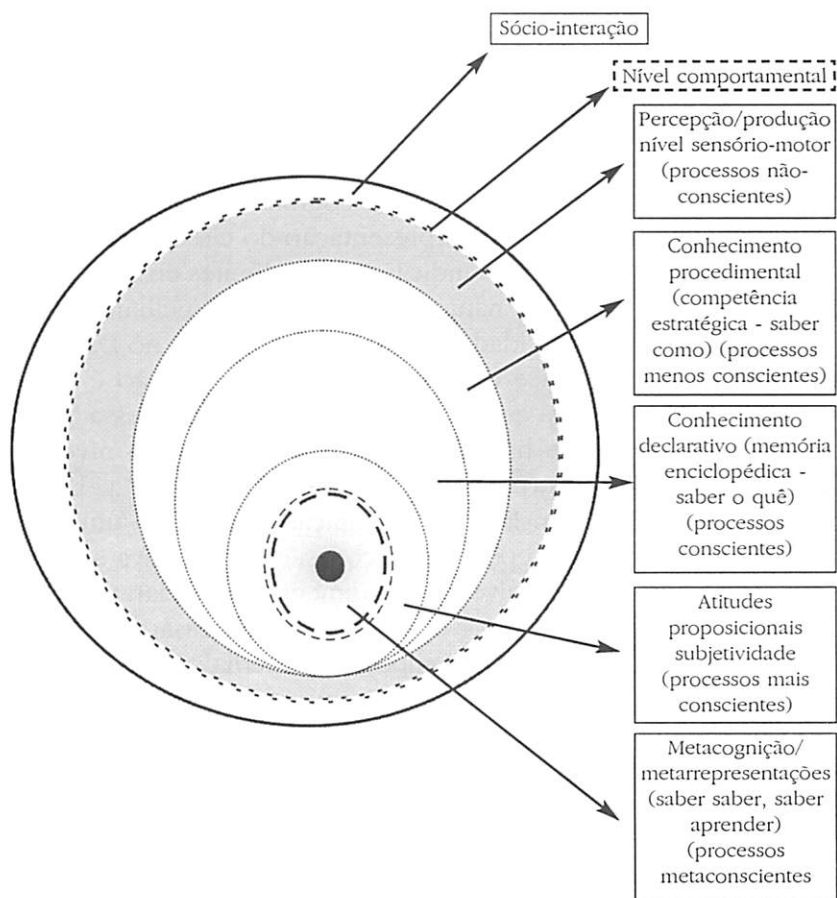 Sócio-interação
Nível comportamental
Percepção/produção
nível sensório-motor
(processos não-
conscientes)
Conhecimento
procedimental
(competência
estratégica - saber
como) (processos
menos conscientes)
Conhecimento
declarativo (memória
enciclopédica -
saber o quê)
(processos
conscientes)
Atitudes
proposicionais
subjetividade
(processos mais
conscientes)
Metacognição/
metarrepresentações
(saber saber, saber
aprender)
(processos
metaconscientes